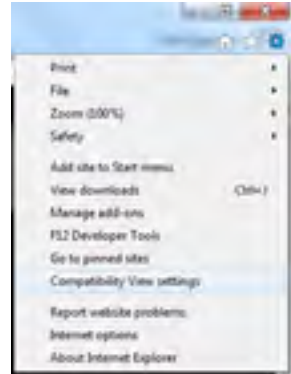 Print
File
Zoom (100%)
Safety
Add site to Start menu
View downloads Ctrl+J
Manage add-ons
F12 Developer Tools
Go to pinned sites
Compatibility View settings
Report website problems
Internet options
About Internet Explorer